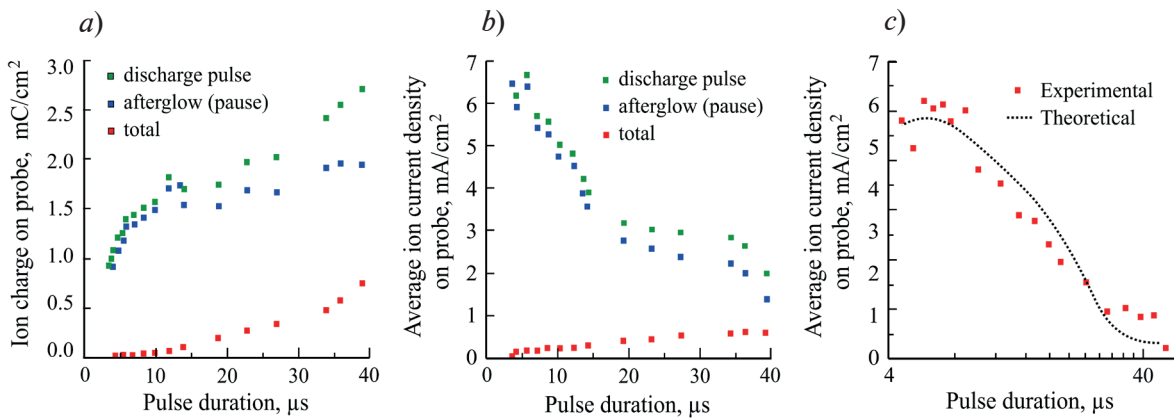 a)
Ion charge on probe, mC/cm²
3.0
2.5
2.0
1.5
1.0
0.5
0.0
discharge pulse
afterglow (pause)
total
0
10
20
30
40
Pulse duration, µs
b)
Average ion current density
on probe, mA/cm²
7
6
5
4
3
2
1
0
discharge pulse
afterglow (pause)
total
0
10
20
30
40
Pulse duration, µs
c)
Average ion current density
on probe, mA/cm²
7
6
5
4
3
2
1
0
Experimental
Theoretical
4
40
Pulse duration, µs